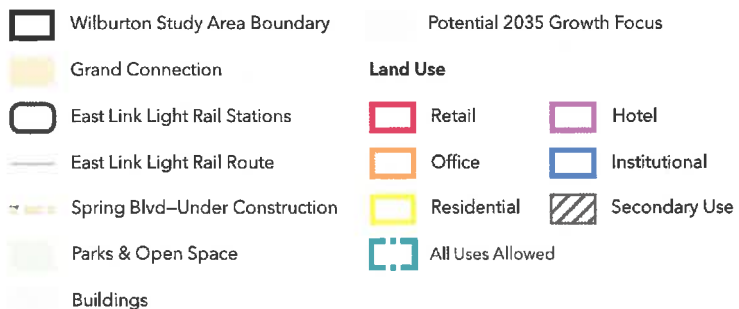 Wilburton Study Area Boundary
Grand Connection
East Link Light Rail Stations
East Link Light Rail Route
Spring Blvd—Under Construction
Parks & Open Space
Buildings
Potential 2035 Growth Focus
Land Use
Retail
Office
Residential
All Uses Allowed
Hotel
Institutional
Secondary Use